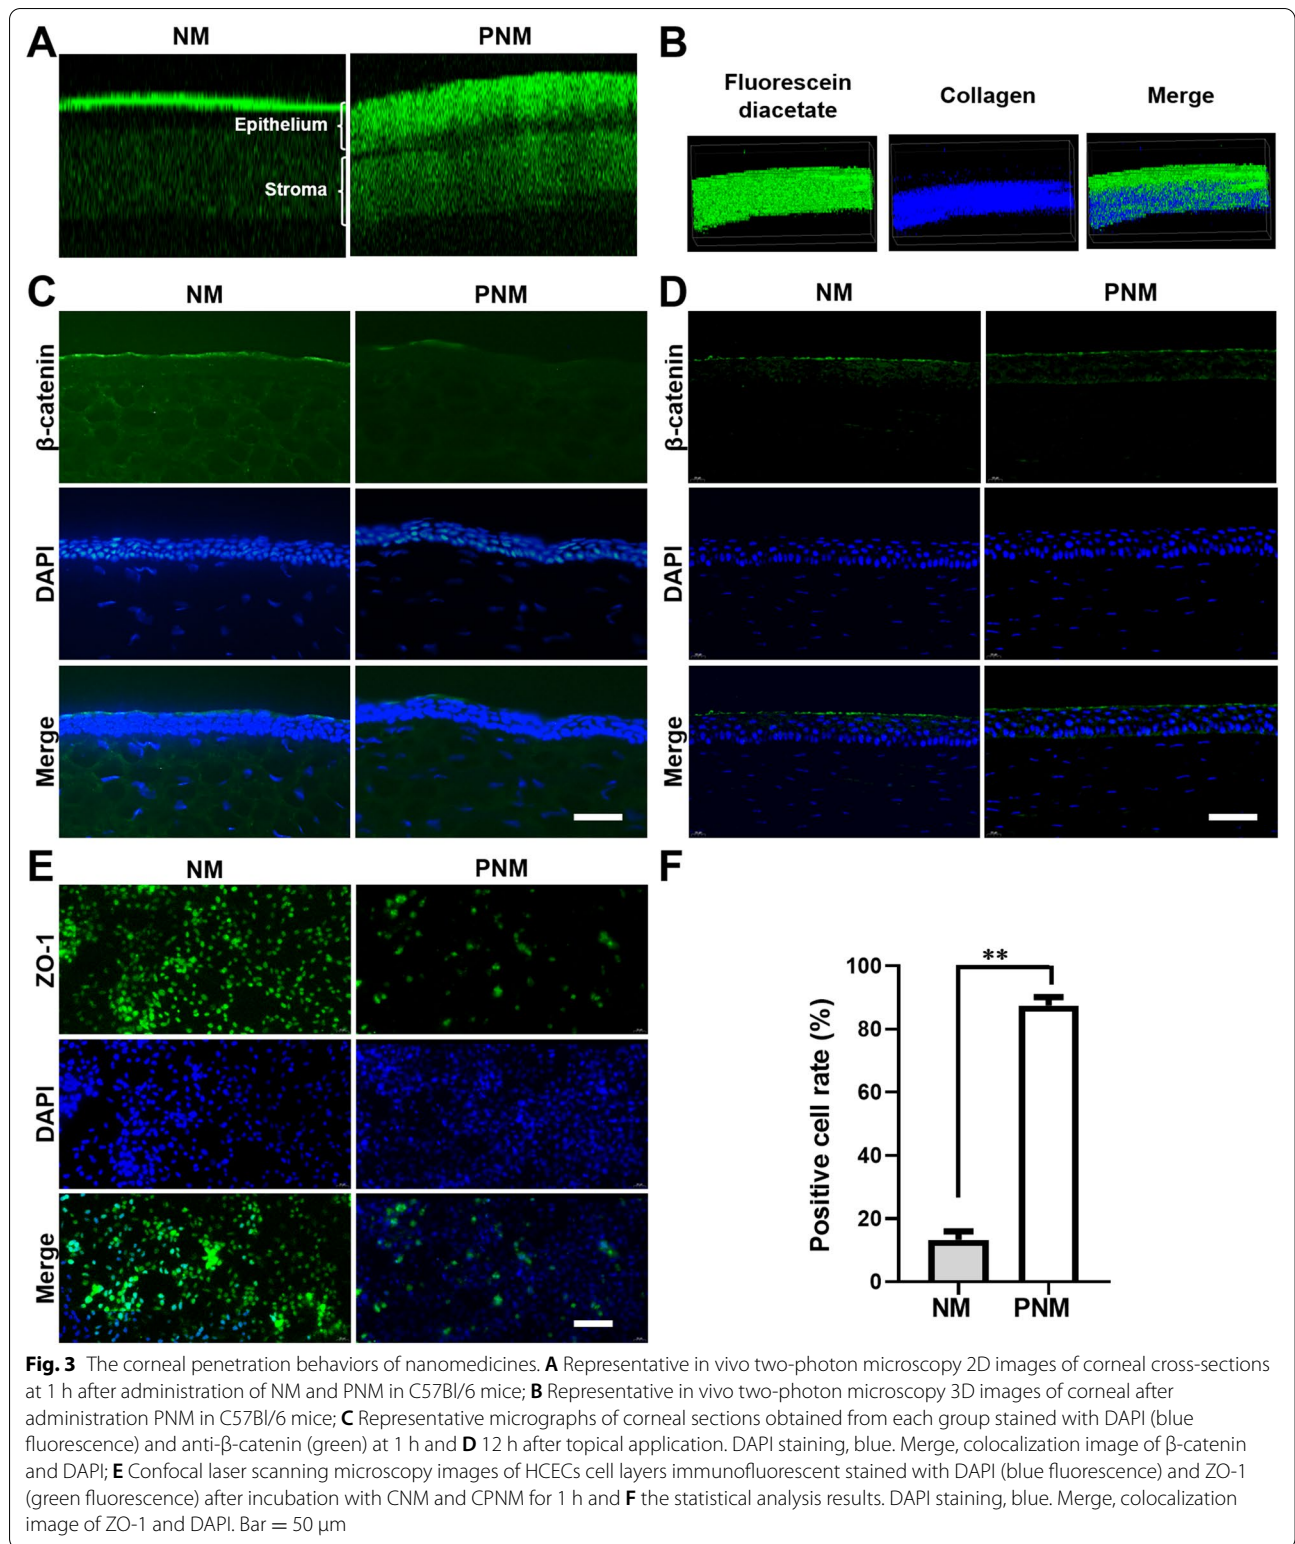 A
NM
PNM
Epithelium
Stroma
B
Fluorescein
diacetate
Collagen
Merge
C
NM
PNM
β-catenin
DAPI
Merge
D
NM
PNM
β-catenin
DAPI
Merge
E
NM
PNM
ZO-1
DAPI
Merge
F
**
100
80
60
40
20
0
Positive cell rate (%)
NM
PNM
Fig. 3 The corneal penetration behaviors of nanomedicines. A Representative in vivo two-photon microscopy 2D images of corneal cross-sections
at 1 h after administration of NM and PNM in C57Bl/6 mice; B Representative in vivo two-photon microscopy 3D images of corneal after
administration PNM in C57Bl/6 mice; C Representative micrographs of corneal sections obtained from each group stained with DAPI (blue
fluorescence) and anti-β-catenin (green) at 1 h and D 12 h after topical application. DAPI staining, blue. Merge, colocalization image of β-catenin
and DAPI; E Confocal laser scanning microscopy images of HCECs cell layers immunofluorescent stained with DAPI (blue fluorescence) and ZO-1
(green fluorescence) after incubation with CNM and CPNM for 1 h and F the statistical analysis results. DAPI staining, blue. Merge, colocalization
image of ZO-1 and DAPI. Bar = 50 μm